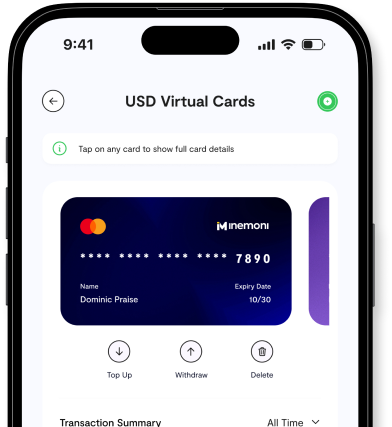 9:41
USD Virtual Cards
i Tap on any card to show full card details
ınemonı
**** **** **** **** 7890
Name Expiry Date
Dominic Praise 10/30
Top Up Withdraw Delete
Transaction Summary All Time